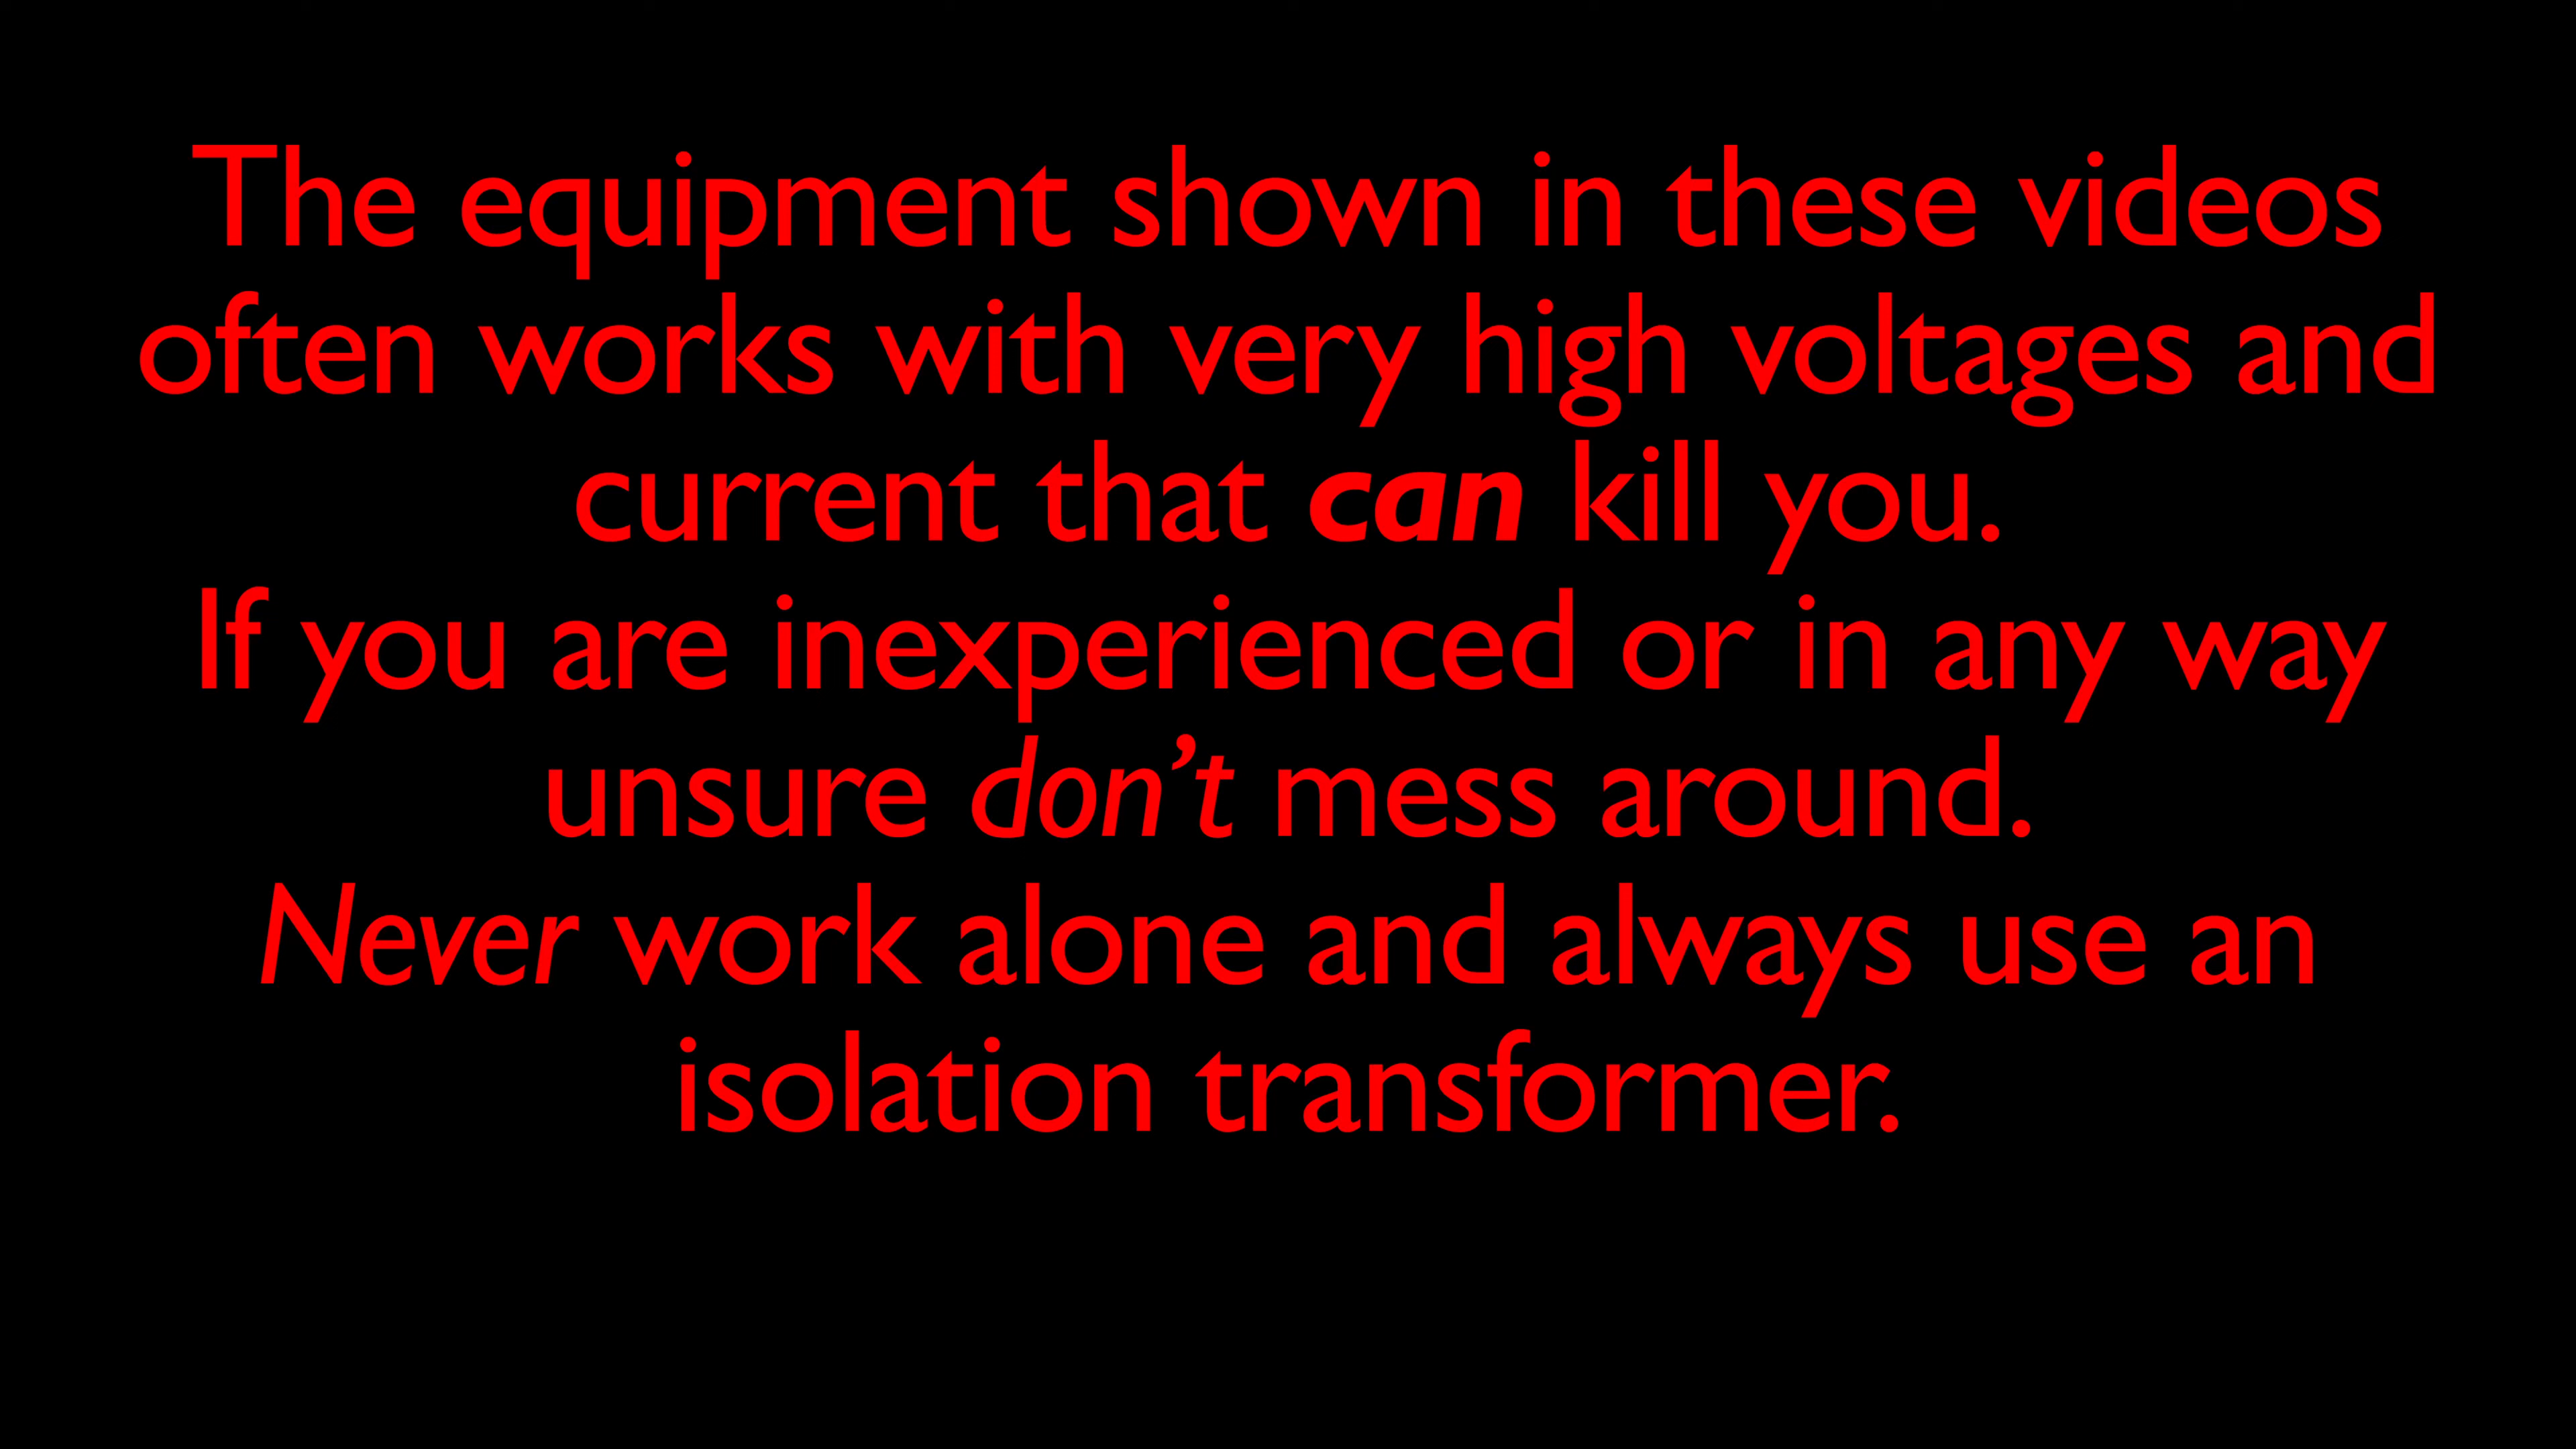 The equipment shown in these videos
often works with very high voltages and
current that can kill you.
If you are inexperienced or in any way
unsure don’t mess around.
Never work alone and always use an
isolation transformer.